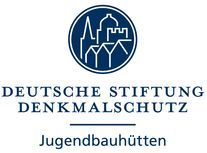 DEUTSCHE STIFTUNG
DENKMALSCHUTZ
Jugendbauhütten